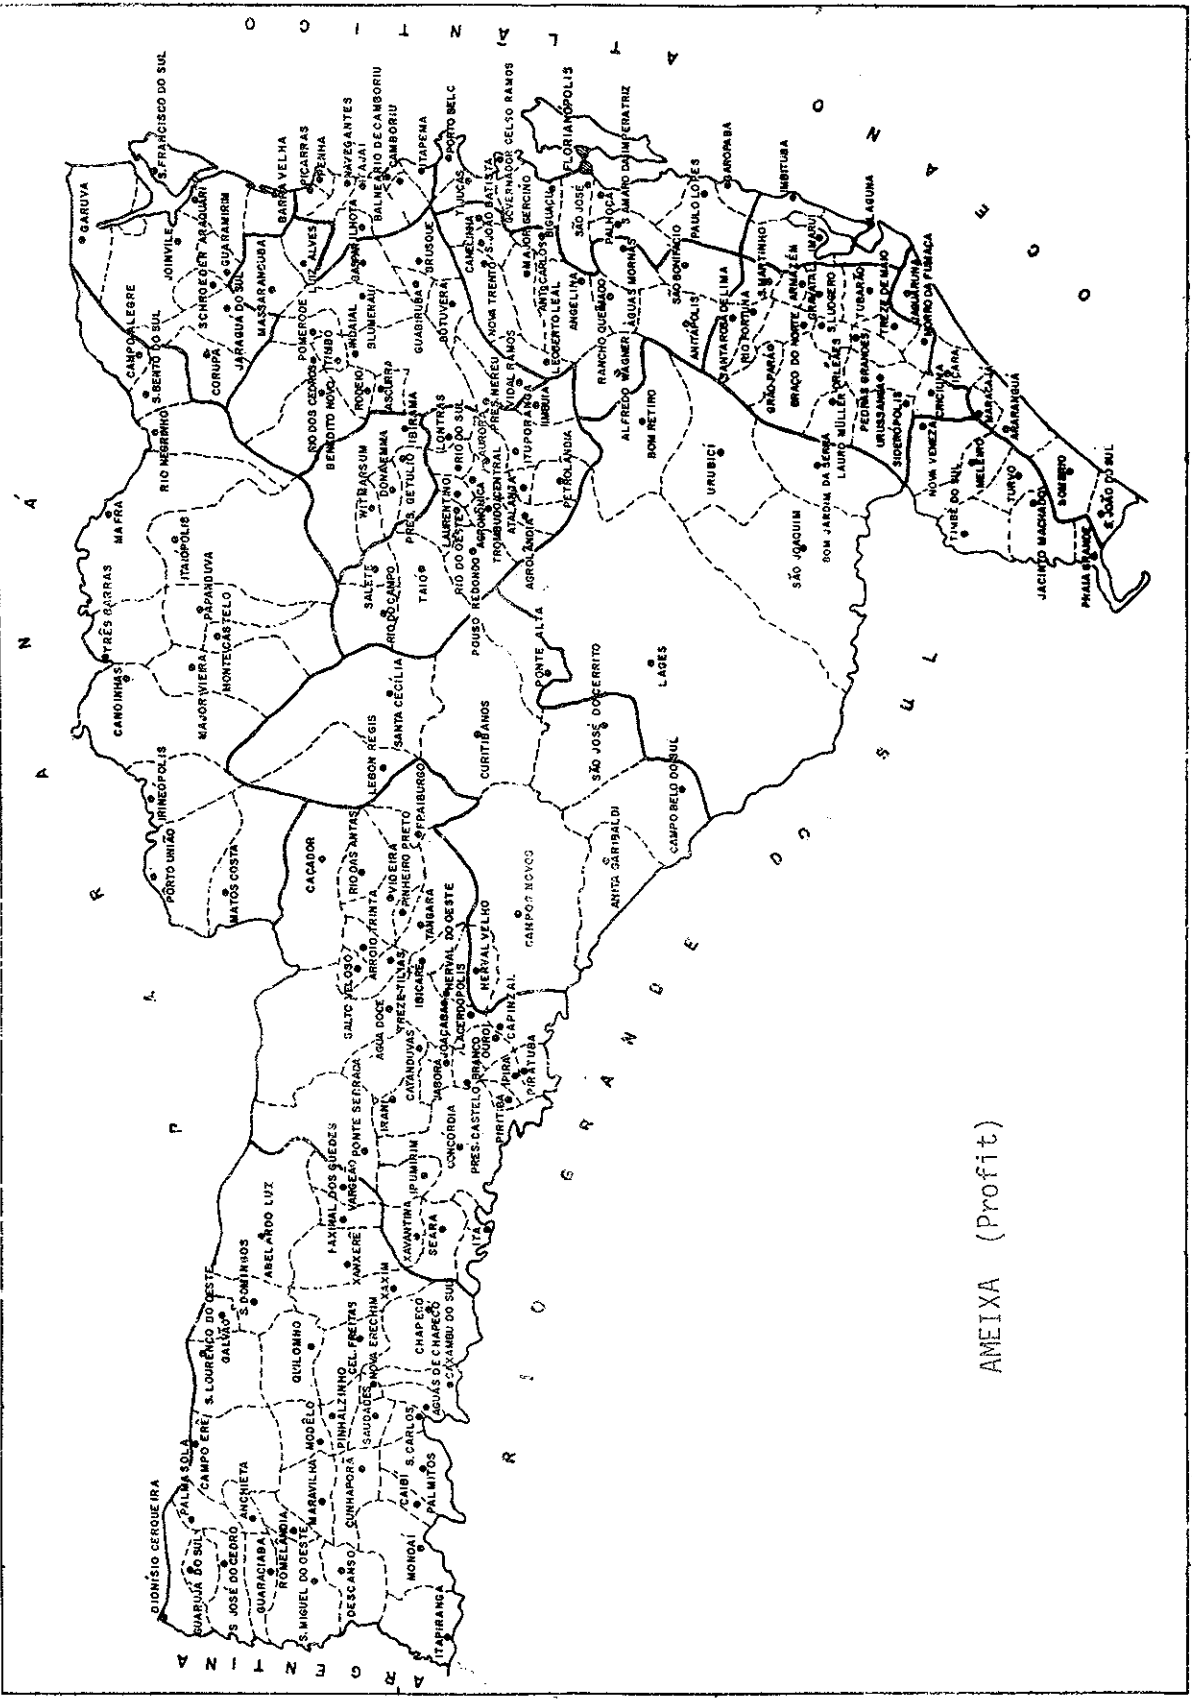 OCEANO ATLÂNTICO
PARANÁ
ARGENTINA
RIO GRANDE DO SUL
DIONÍSIO CERQUEIRA
PALMA SOLA
GUARUJÁ DO SUL
CAMPO ERÊ
S. JOSÉ DO CEDRO
ANCHIETA
GUARACIABA
ROMELÂNDIA
S. MIGUEL DO OESTE
MARAVILHA
MODÊLO
PINHALZINHO
DESCANSO
CUNHAPORÃ
SAUDADES
NOVA ERECHIM
CEL. FREITAS
MONDAÍ
CAIBÍ
PALMITOS
S. CARLOS
ITAPIRANGA
ÁGUAS DE CHAPECÓ
CAXAMBU DO SUL
CHAPECÓ
S. LOURENÇO DO OESTE
GALVÃO
S. DOMINGOS
ABELARDO LUZ
QUILOMHO
XAXIM
XANXERÊ
FAXINAL DOS GUEDES
VARGEÃO
PONTE SERRADA
XAVANTINA
SEARA
ITÁ
IPUMIRIM
IRANI
CONCÓRDIA
PRES. CASTELO BRANCO
PIRITIBA
IPIRA
PIRATUBA
CAPINZAL
OURO
LACERDÓPOLIS
JABORÁ
JOAÇABA
CATANDUVAS
ÁGUA DOCE
TREZE TILIAS
IBICARÉ
HERVAL DO OESTE
HERVAL VELHO
SALTO VELOSO
ARROIO TRINTA
TANGARÁ
PINHEIRO PRETO
VIDEIRA
RIO DAS ANTAS
FRAIBURGO
CAÇADOR
CAMPOS NOVOS
ANITA GARIBALDI
CAMPO BELO DO SUL
SÃO JOSÉ DO CERRITO
LAGES
PONTE ALTA
CURITIBANOS
LEBON REGIS
SANTA CECÍLIA
PORTO UNIÃO
MATOS COSTA
IRINEÓPOLIS
CANOINHAS
TRÊS BARRAS
MAJOR VIEIRA
MONTE CASTELO
PAPANDUVA
ITAIÓPOLIS
MAFRA
RIO NEGRINHO
S. BENTO DO SUL
CAMPO ALEGRE
GARUVA
S. FRANCISCO DO SUL
JOINVILE
ARAQUARI
SCHROEDER
GUARAMIRIM
CORUPÁ
JARAGUÁ DO SUL
MASSARANDUBA
BARRA VELHA
PIÇARRAS
PENHA
NAVEGANTES
ITAJAÍ
BALNEÁRIO DE CAMBORIU
CAMBORIU
ITAPEMA
PORTO BELO
LUIZ ALVES
ILHOTA
GASPAR
BLUMENAU
POMERODE
INDAIAL
TIMBÓ
RIO DOS CEDROS
BENEDITO NOVO
RODEIO
ASCURRA
IBIRAMA
GUABIRUBA
BRUSQUE
BOTUVERÁ
WITMARSUM
DONA EMMA
PRES. GETULIO
SALETE
RIO DO CAMPO
TAIÓ
LAURENTINO
RIO DO OESTE
RIO DO SUL
LONTRAS
AURORA
AGRONÔMICA
TROMBUDO CENTRAL
POUSO REDONDO
AGROLÂNDIA
ATALANTA
ITUPORANGA
PETROLÂNDIA
IMBUIA
VIDAL RAMOS
PRES. NEREU
NOVA TRENTO
S. JOÃO BATISTA
CANELINHA
TIJUCAS
GOVERNADOR CELSO RAMOS
MAJOR GERCINO
LEOBERTO LEAL
ANT. CARLOS
BIGUAÇU
FLORIANÓPOLIS
SÃO JOSÉ
PALHOÇA
S. AMARO DA IMPERATRIZ
ANGELINA
RANCHO QUEIMADO
ÁGUAS MORNAS
ALFREDO WAGNER
BOM RETIRO
URUBICI
SÃO JOAQUIM
BOM JARDIM DA SERRA
SÃO BONIFÁCIO
ANITÁPOLIS
PAULO LOPES
GAROPABA
IMBITUBA
SANTA ROSA DE LIMA
RIO FORTUNA
S. MARTINHO
GRÃO-PARÁ
BRAÇO DO NORTE
ARMAZÉM
GRAVATAL
IMARUÍ
LAGUNA
S. LUDGERO
ORLEÃES
LAURO MÜLLER
TUBARÃO
PEDRAS GRANDES
TREZE DE MAIO
URUSSANGA
JAGUARUNA
MORRO DA FUMAÇA
SIDERÓPOLIS
CRICIUNA
IÇARA
NOVA VENEZA
MARACAJÁ
ARARANGUÁ
MELEIRO
TIMBÉ DO SUL
TURVO
JACINTO MACHADO
SOMBRIO
PRAIA GRANDE
S. JOÃO DO SUL
AMEIXA (Profit)